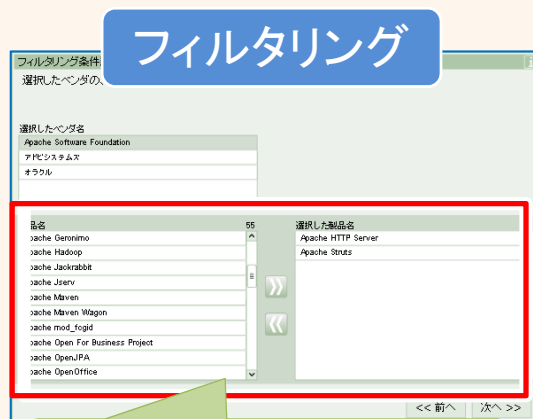 フィルタリング
フィルタリング条件
選択したベンダの、
選択したベンダ名
Apache Software Foundation
アドビシステムズ
オラクル
品名 55
pache Geronimo
pache Hadoop
pache Jackrabbit
pache Jserv
pache Maven
pache Maven Wagon
pache mod_fcgid
pache Open For Business Project
pache OpenJPA
pache OpenOffice
選択した製品名
Apache HTTP Server
Apache Struts
<< 前へ 次へ >>